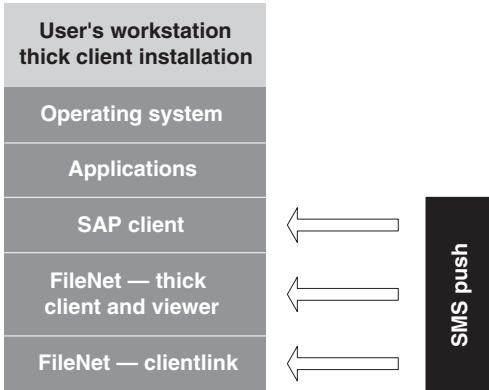 User's workstation
thick client installation
Operating system
Applications
SAP client
FileNet — thick
client and viewer
FileNet — clientlink
SMS push